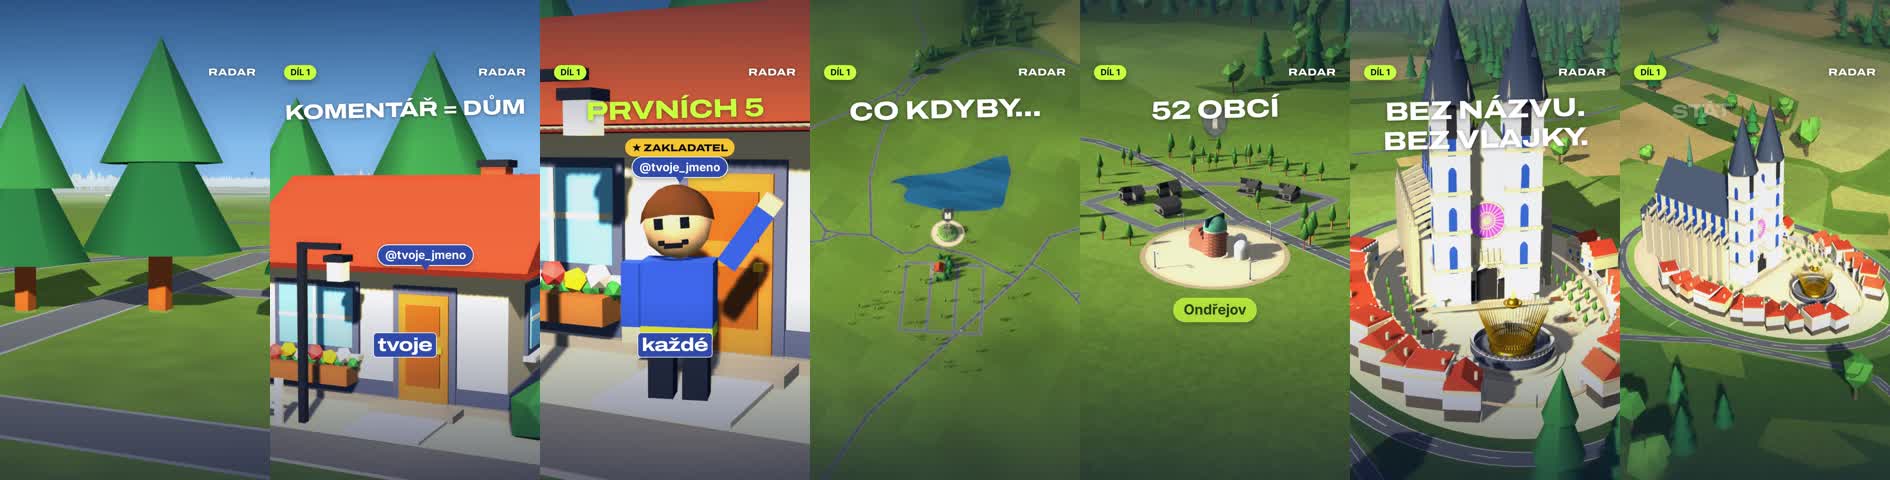 RADAR
DÍL 1
RADAR
KOMENTÁŘ = DŮM
@tvoje_jmeno
tvoje
DÍL 1
RADAR
PRVNÍCH 5
★ ZAKLADATEL
@tvoje_jmeno
každé
DÍL 1
RADAR
CO KDYBY...
DÍL 1
RADAR
52 OBCÍ
Ondřejov
DÍL 1
RADAR
BEZ NÁZVU.
BEZ VLAJKY.
DÍL 1
RADAR
STÁT